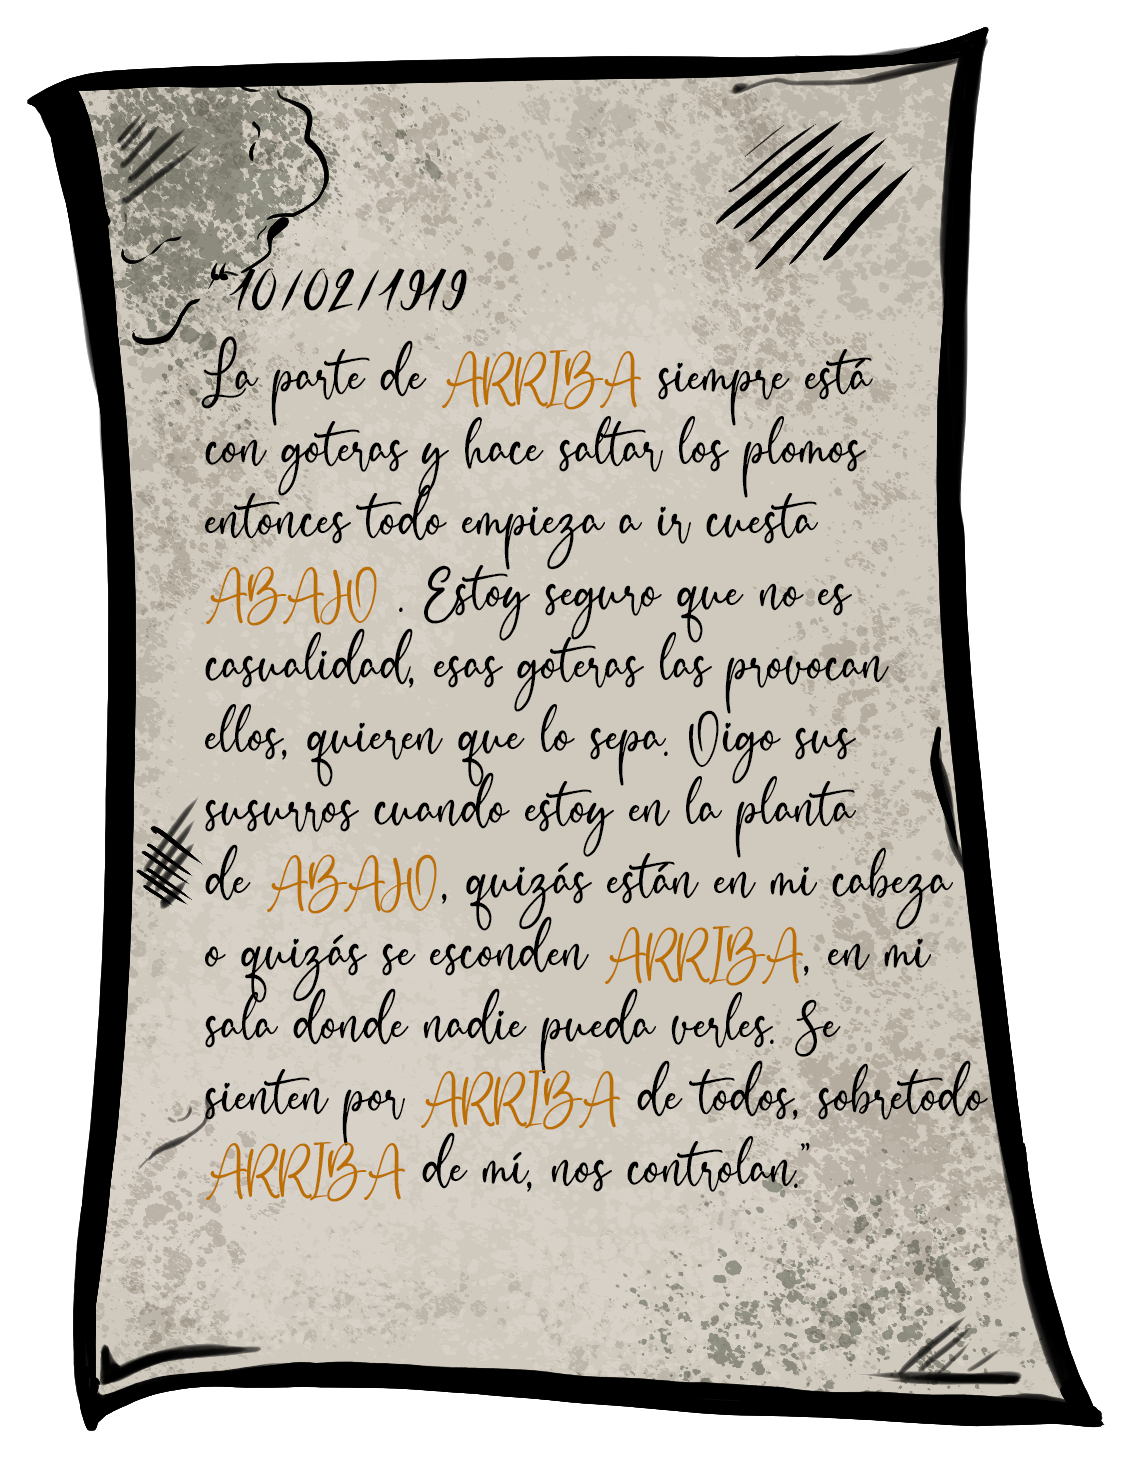 "10/02/1919
La parte de ARRIBA siempre está
con goteras y hace saltar los plomos
entonces todo empieza a ir cuesta
ABAJO . Estoy seguro que no es
casualidad, esas goteras las provocan
ellos, quieren que lo sepa. Oigo sus
susurros cuando estoy en la planta
de ABAJO, quizás están en mi cabeza
o quizás se esconden ARRIBA, en mi
sala donde nadie pueda verles. Se
sienten por ARRIBA de todos, sobretodo
ARRIBA de mí, nos controlan."